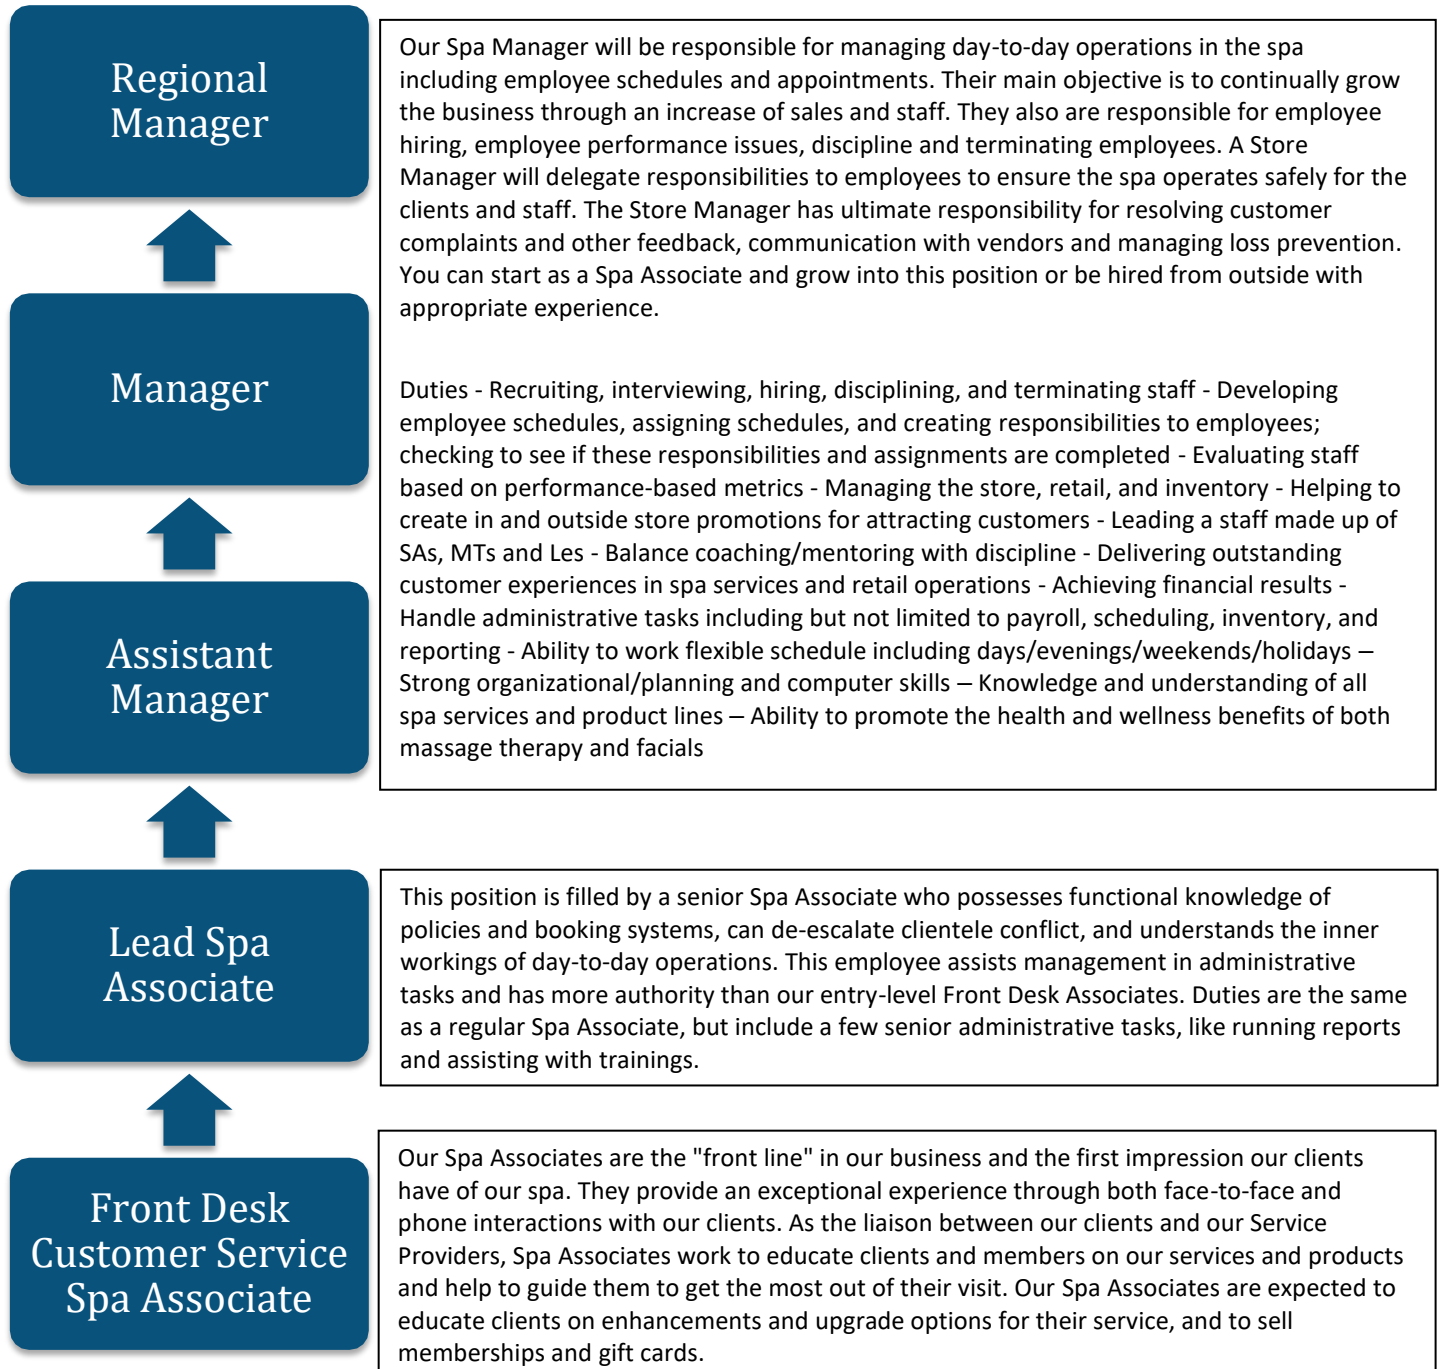 Regional
Manager
Our Spa Manager will be responsible for managing day-to-day operations in the spa
including employee schedules and appointments. Their main objective is to continually grow
the business through an increase of sales and staff. They also are responsible for employee
hiring, employee performance issues, discipline and terminating employees. A Store
Manager will delegate responsibilities to employees to ensure the spa operates safely for the
clients and staff. The Store Manager has ultimate responsibility for resolving customer
complaints and other feedback, communication with vendors and managing loss prevention.
You can start as a Spa Associate and grow into this position or be hired from outside with
appropriate experience.
Manager
Duties - Recruiting, interviewing, hiring, disciplining, and terminating staff - Developing
employee schedules, assigning schedules, and creating responsibilities to employees;
checking to see if these responsibilities and assignments are completed - Evaluating staff
based on performance-based metrics - Managing the store, retail, and inventory - Helping to
create in and outside store promotions for attracting customers - Leading a staff made up of
SAs, MTs and Les - Balance coaching/mentoring with discipline - Delivering outstanding
customer experiences in spa services and retail operations - Achieving financial results -
Handle administrative tasks including but not limited to payroll, scheduling, inventory, and
reporting - Ability to work flexible schedule including days/evenings/weekends/holidays –
Strong organizational/planning and computer skills – Knowledge and understanding of all
spa services and product lines – Ability to promote the health and wellness benefits of both
massage therapy and facials
Assistant
Manager
Lead Spa
Associate
This position is filled by a senior Spa Associate who possesses functional knowledge of
policies and booking systems, can de-escalate clientele conflict, and understands the inner
workings of day-to-day operations. This employee assists management in administrative
tasks and has more authority than our entry-level Front Desk Associates. Duties are the same
as a regular Spa Associate, but include a few senior administrative tasks, like running reports
and assisting with trainings.
Front Desk
Customer Service
Spa Associate
Our Spa Associates are the "front line" in our business and the first impression our clients
have of our spa. They provide an exceptional experience through both face-to-face and
phone interactions with our clients. As the liaison between our clients and our Service
Providers, Spa Associates work to educate clients and members on our services and products
and help to guide them to get the most out of their visit. Our Spa Associates are expected to
educate clients on enhancements and upgrade options for their service, and to sell
memberships and gift cards.